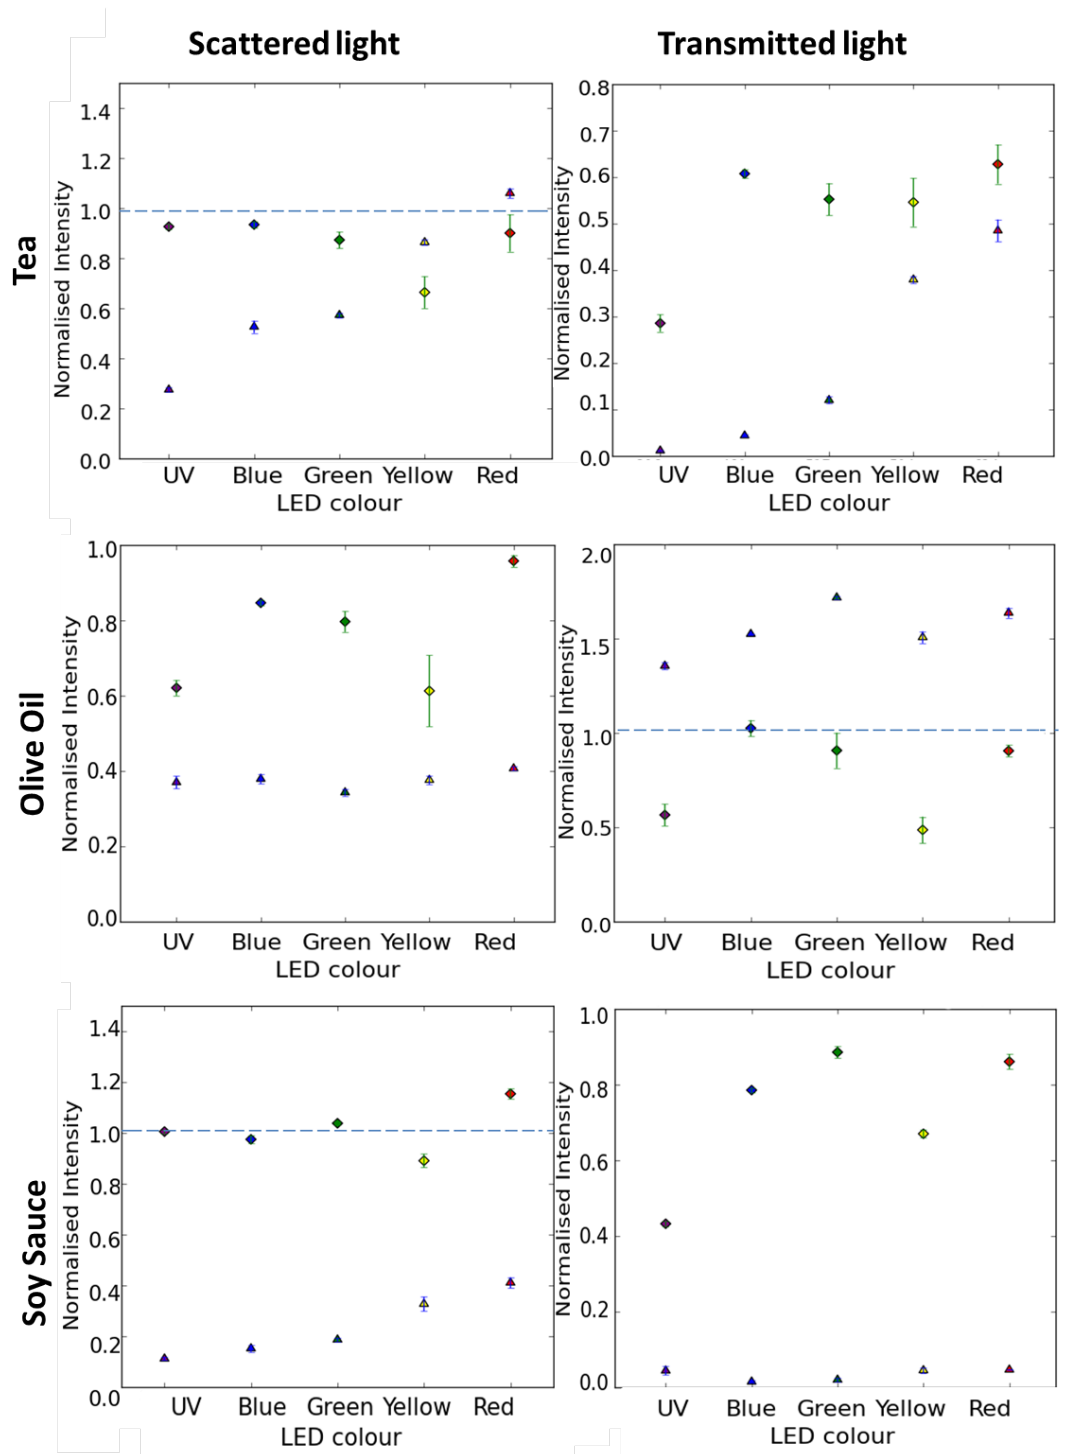 Scattered light
Transmitted light
Tea
Normalised Intensity
1.4
1.2
1.0
0.8
0.6
0.4
0.2
0.0
UV Blue Green Yellow Red
LED colour
Normalised Intensity
0.8
0.7
0.6
0.5
0.4
0.3
0.2
0.1
0.0
UV Blue Green Yellow Red
LED colour
Olive Oil
Normalised Intensity
1.0
0.8
0.6
0.4
0.2
0.0
UV Blue Green Yellow Red
LED colour
Normalised Intensity
2.0
1.5
1.0
0.5
0.0
UV Blue Green Yellow Red
LED colour
Soy Sauce
Normalised Intensity
1.4
1.2
1.0
0.8
0.6
0.4
0.2
0.0
UV Blue Green Yellow Red
LED colour
Normalised Intensity
1.0
0.8
0.6
0.4
0.2
0.0
UV Blue Green Yellow Red
LED colour